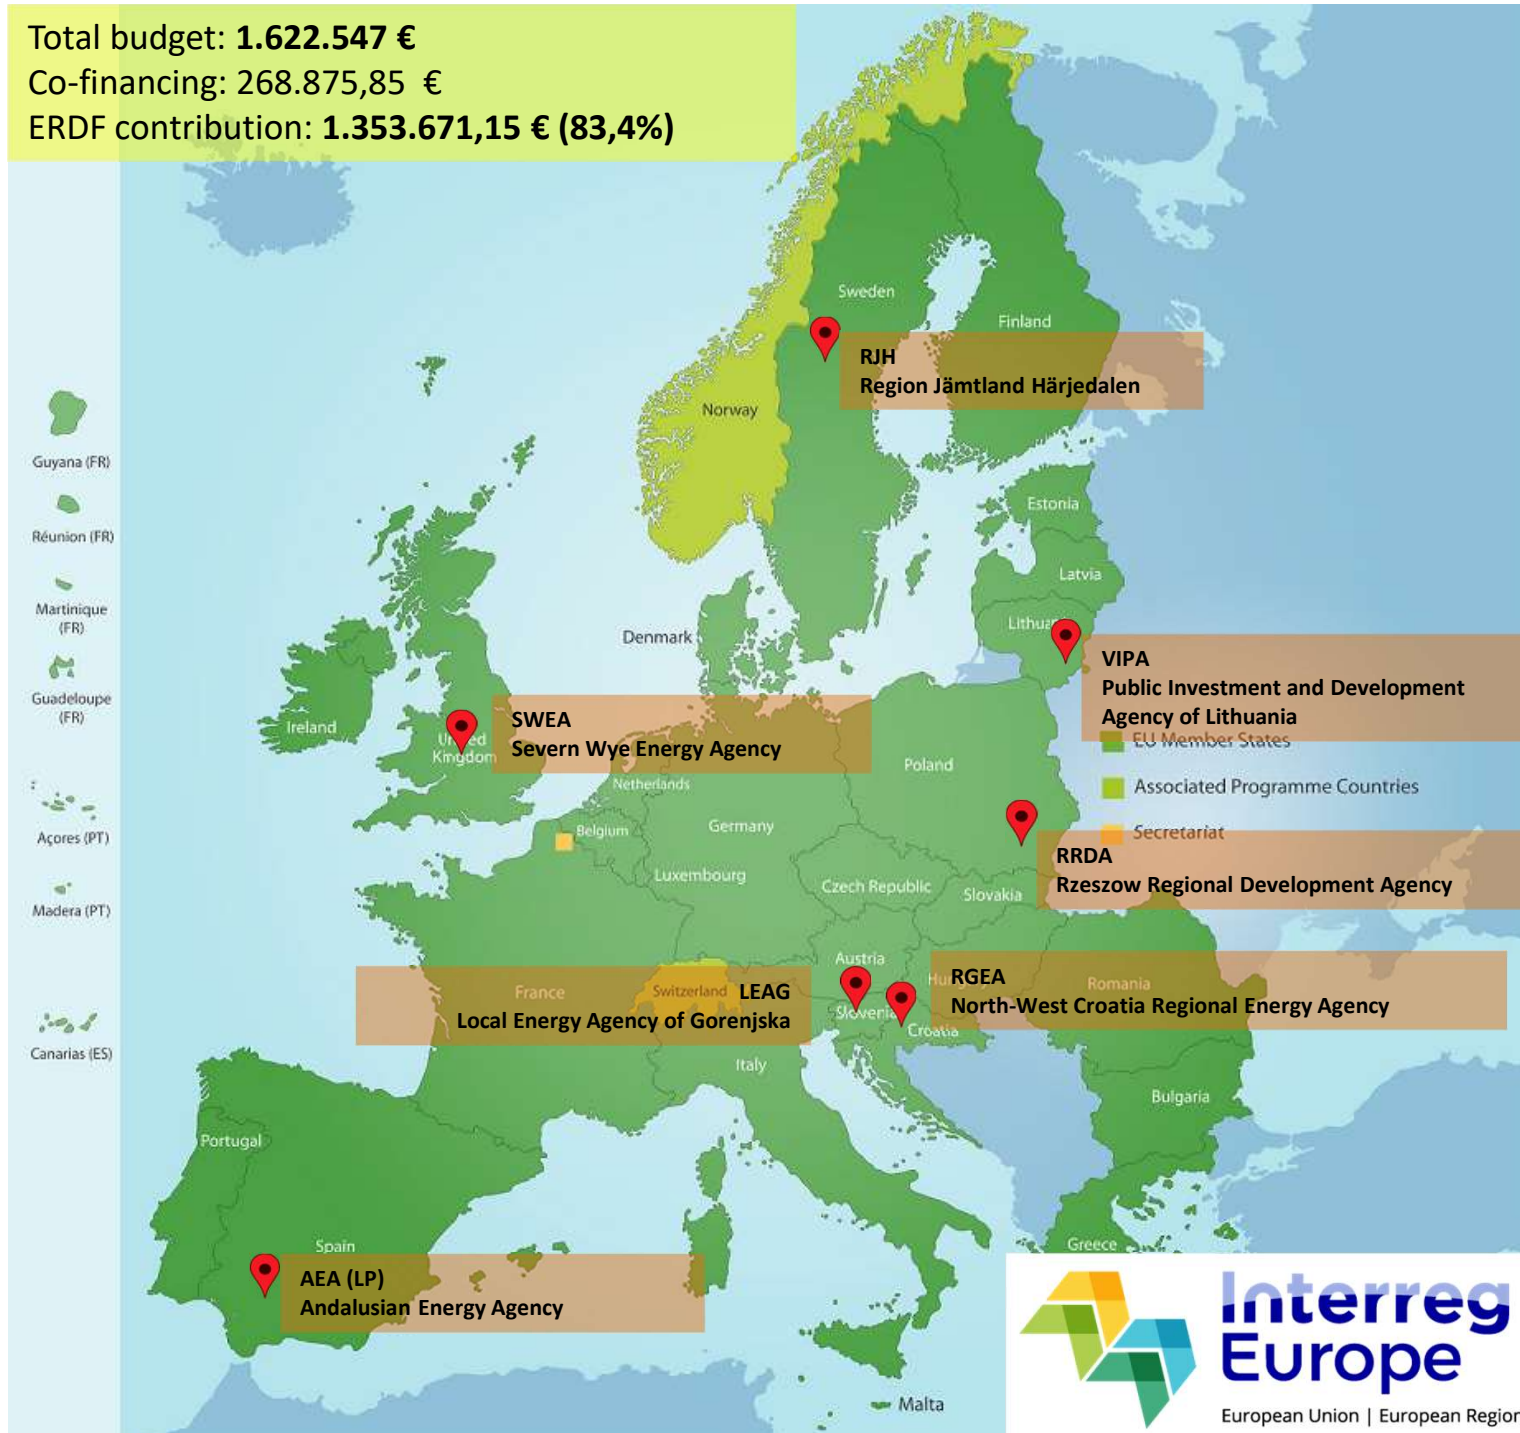 Total budget: 1.622.547 €
Co-financing: 268.875,85 €
ERDF contribution: 1.353.671,15 € (83,4%)
Sweden
Finland
RJH
Region Jämtland Härjedalen
Norway
Guyana (FR)
Réunion (FR)
Martinique
(FR)
Guadeloupe
(FR)
Açores (PT)
Madera (PT)
Canarias (ES)
Estonia
Latvia
Denmark
VIPA
Public Investment and Development
Agency of Lithuania
EU Member States
Associated Programme Countries
Secretariat
Ireland
Kingdom
SWEA
Severn Wye Energy Agency
Netherlands
Poland
Belgium
Germany
Luxembourg
Czech Republic
Slovakia
RRDA
Rzeszow Regional Development Agency
Austria
France
Switzerland
LEAG
Local Energy Agency of Gorenjska
Slovenia
Croatia
RGEA
North-West Croatia Regional Energy Agency
Romania
Italy
Bulgaria
Portugal
Spain
AEA (LP)
Andalusian Energy Agency
Greece
Malta
Interreg
Europe
European Union | European Region